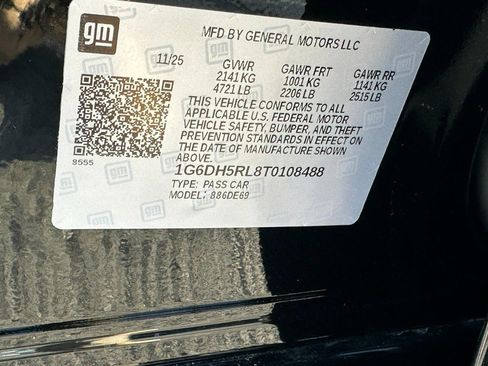 gm
MFD BY GENERAL MOTORS LLC
11/25 GVWR GAWR FRT GAWR RR
2141 KG 1001 KG 1141 KG
4721 LB 2206 LB 2515 LB
THIS VEHICLE CONFORMS TO ALL
APPLICABLE U.S. FEDERAL MOTOR
VEHICLE SAFETY, BUMPER, AND THEFT
PREVENTION STANDARDS IN EFFECT ON
THE DATE OF MANUFACTURE SHOWN ABOVE.
8555
1G6DH5RL8T0108488
TYPE: PASS CAR
MODEL: 886DE69